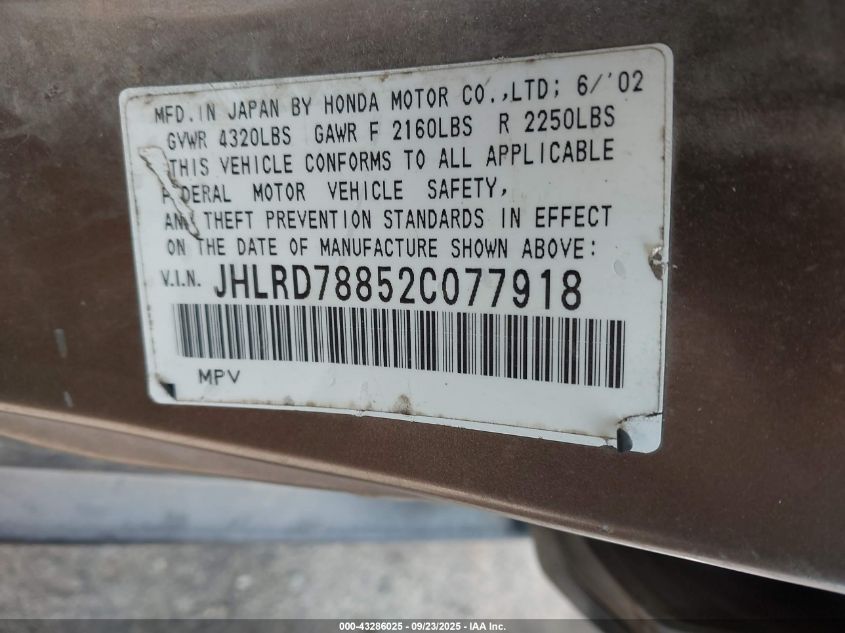 MFD. IN JAPAN BY HONDA MOTOR CO.,LTD; 6/'02
GVWR 4320LBS GAWR F 2160LBS R 2250LBS
THIS VEHICLE CONFORMS TO ALL APPLICABLE
F DERAL MOTOR VEHICLE SAFETY,
AND THEFT PREVENTION STANDARDS IN EFFECT
ON THE DATE OF MANUFACTURE SHOWN ABOVE:
V.I.N. JHLRD78852C077918
MPV
000-43286025 - 09/23/2025 - IAA Inc.